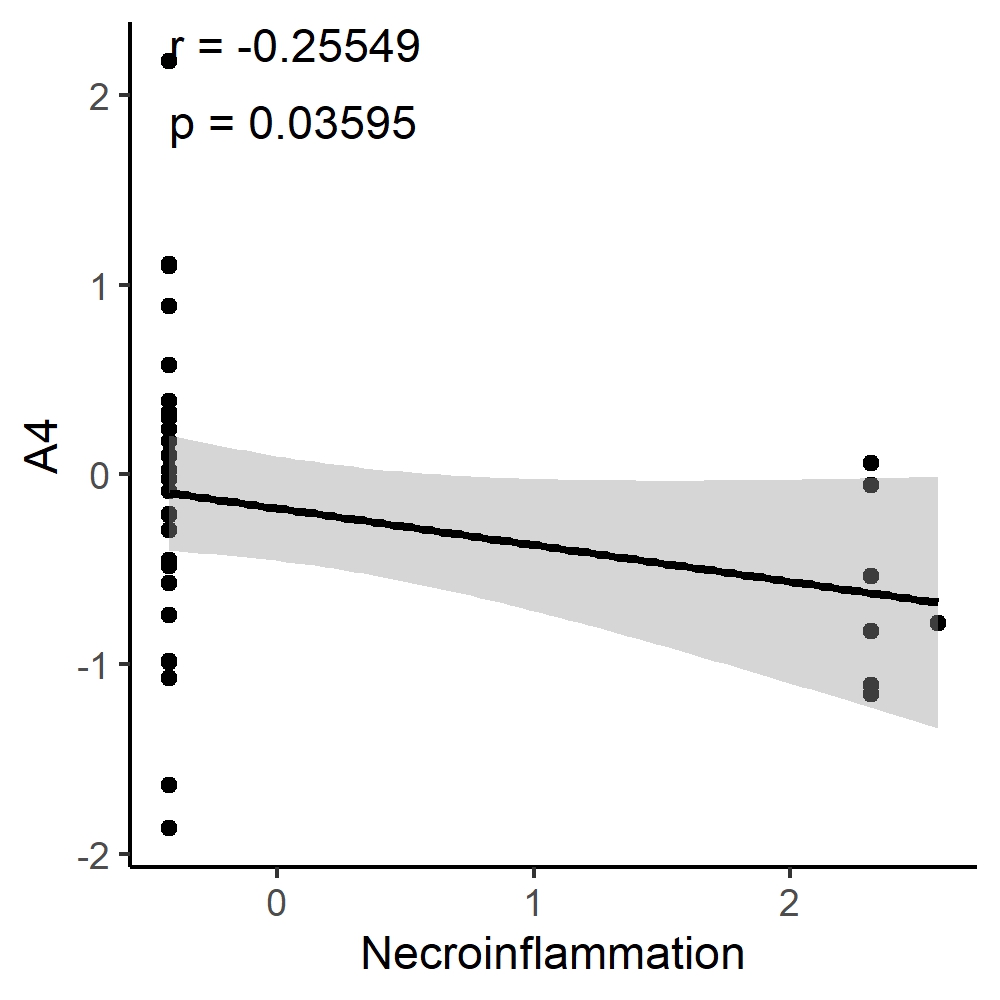 r = -0.25549
p = 0.03595
2
1
0
-1
-2
A4
0
1
2
Necroinflammation